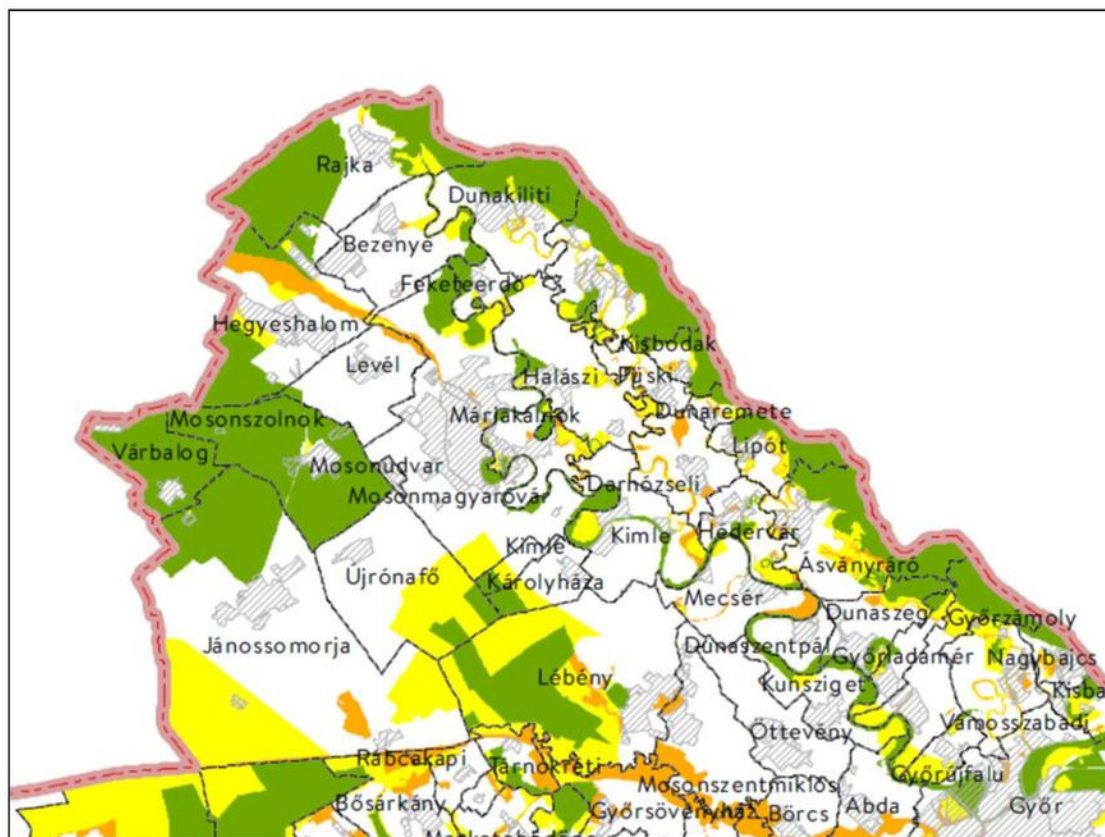 Rajka
Dunakiliti
Bezenye
Feketeerdő
Hegyeshalom
Kisbodak
Levél
Halászi
Püski
Máriakálnok
Dunaremete
Mosonszolnok
Lipót
Várbalog
Mosonudvar
Darnózseli
Mosonmagyaróvár
Kimle
Hédervár
Kimle
Ásványráró
Újrónafő
Károlyháza
Mecsér
Dunaszeg
Győrzámoly
Jánossomorja
Dunaszentpál
Győrladamér
Nagybajcs
Lébény
Kunsziget
Kisba
Vámosszabadi
Öttevény
Rábcakapi
Tárnokréti
Győrújfalu
Mosonszentmiklós
Bősárkány
Győrsövényház
Börcs
Abda
Győr